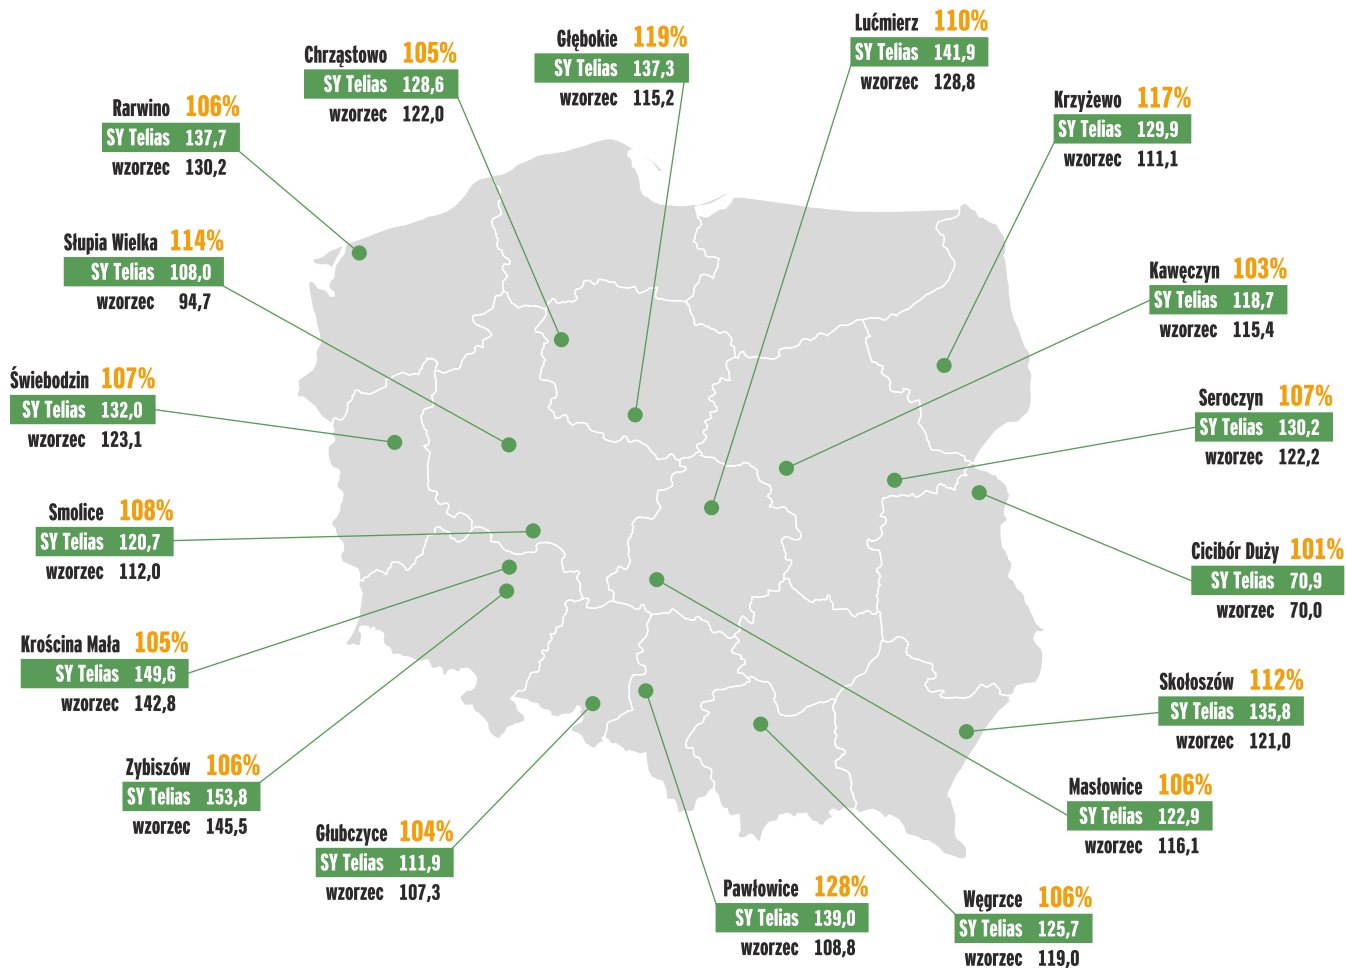 Lućmierz 110%
SY Telias 141,9
wzorzec 128,8
Głębokie 119%
SY Telias 137,3
wzorzec 115,2
Chrząstowo 105%
SY Telias 128,6
wzorzec 122,0
Krzyżewo 117%
SY Telias 129,9
wzorzec 111,1
Rarwino 106%
SY Telias 137,7
wzorzec 130,2
Słupia Wielka 114%
SY Telias 108,0
wzorzec 94,7
Kawęczyn 103%
SY Telias 118,7
wzorzec 115,4
Świebodzin 107%
SY Telias 132,0
wzorzec 123,1
Seroczyn 107%
SY Telias 130,2
wzorzec 122,2
Smolice 108%
SY Telias 120,7
wzorzec 112,0
Cicibór Duży 101%
SY Telias 70,9
wzorzec 70,0
Krościna Mała 105%
SY Telias 149,6
wzorzec 142,8
Skołoszów 112%
SY Telias 135,8
wzorzec 121,0
Zybiszów 106%
SY Telias 153,8
wzorzec 145,5
Masłowice 106%
SY Telias 122,9
wzorzec 116,1
Głubczyce 104%
SY Telias 111,9
wzorzec 107,3
Pawłowice 128%
SY Telias 139,0
wzorzec 108,8
Węgrzce 106%
SY Telias 125,7
wzorzec 119,0